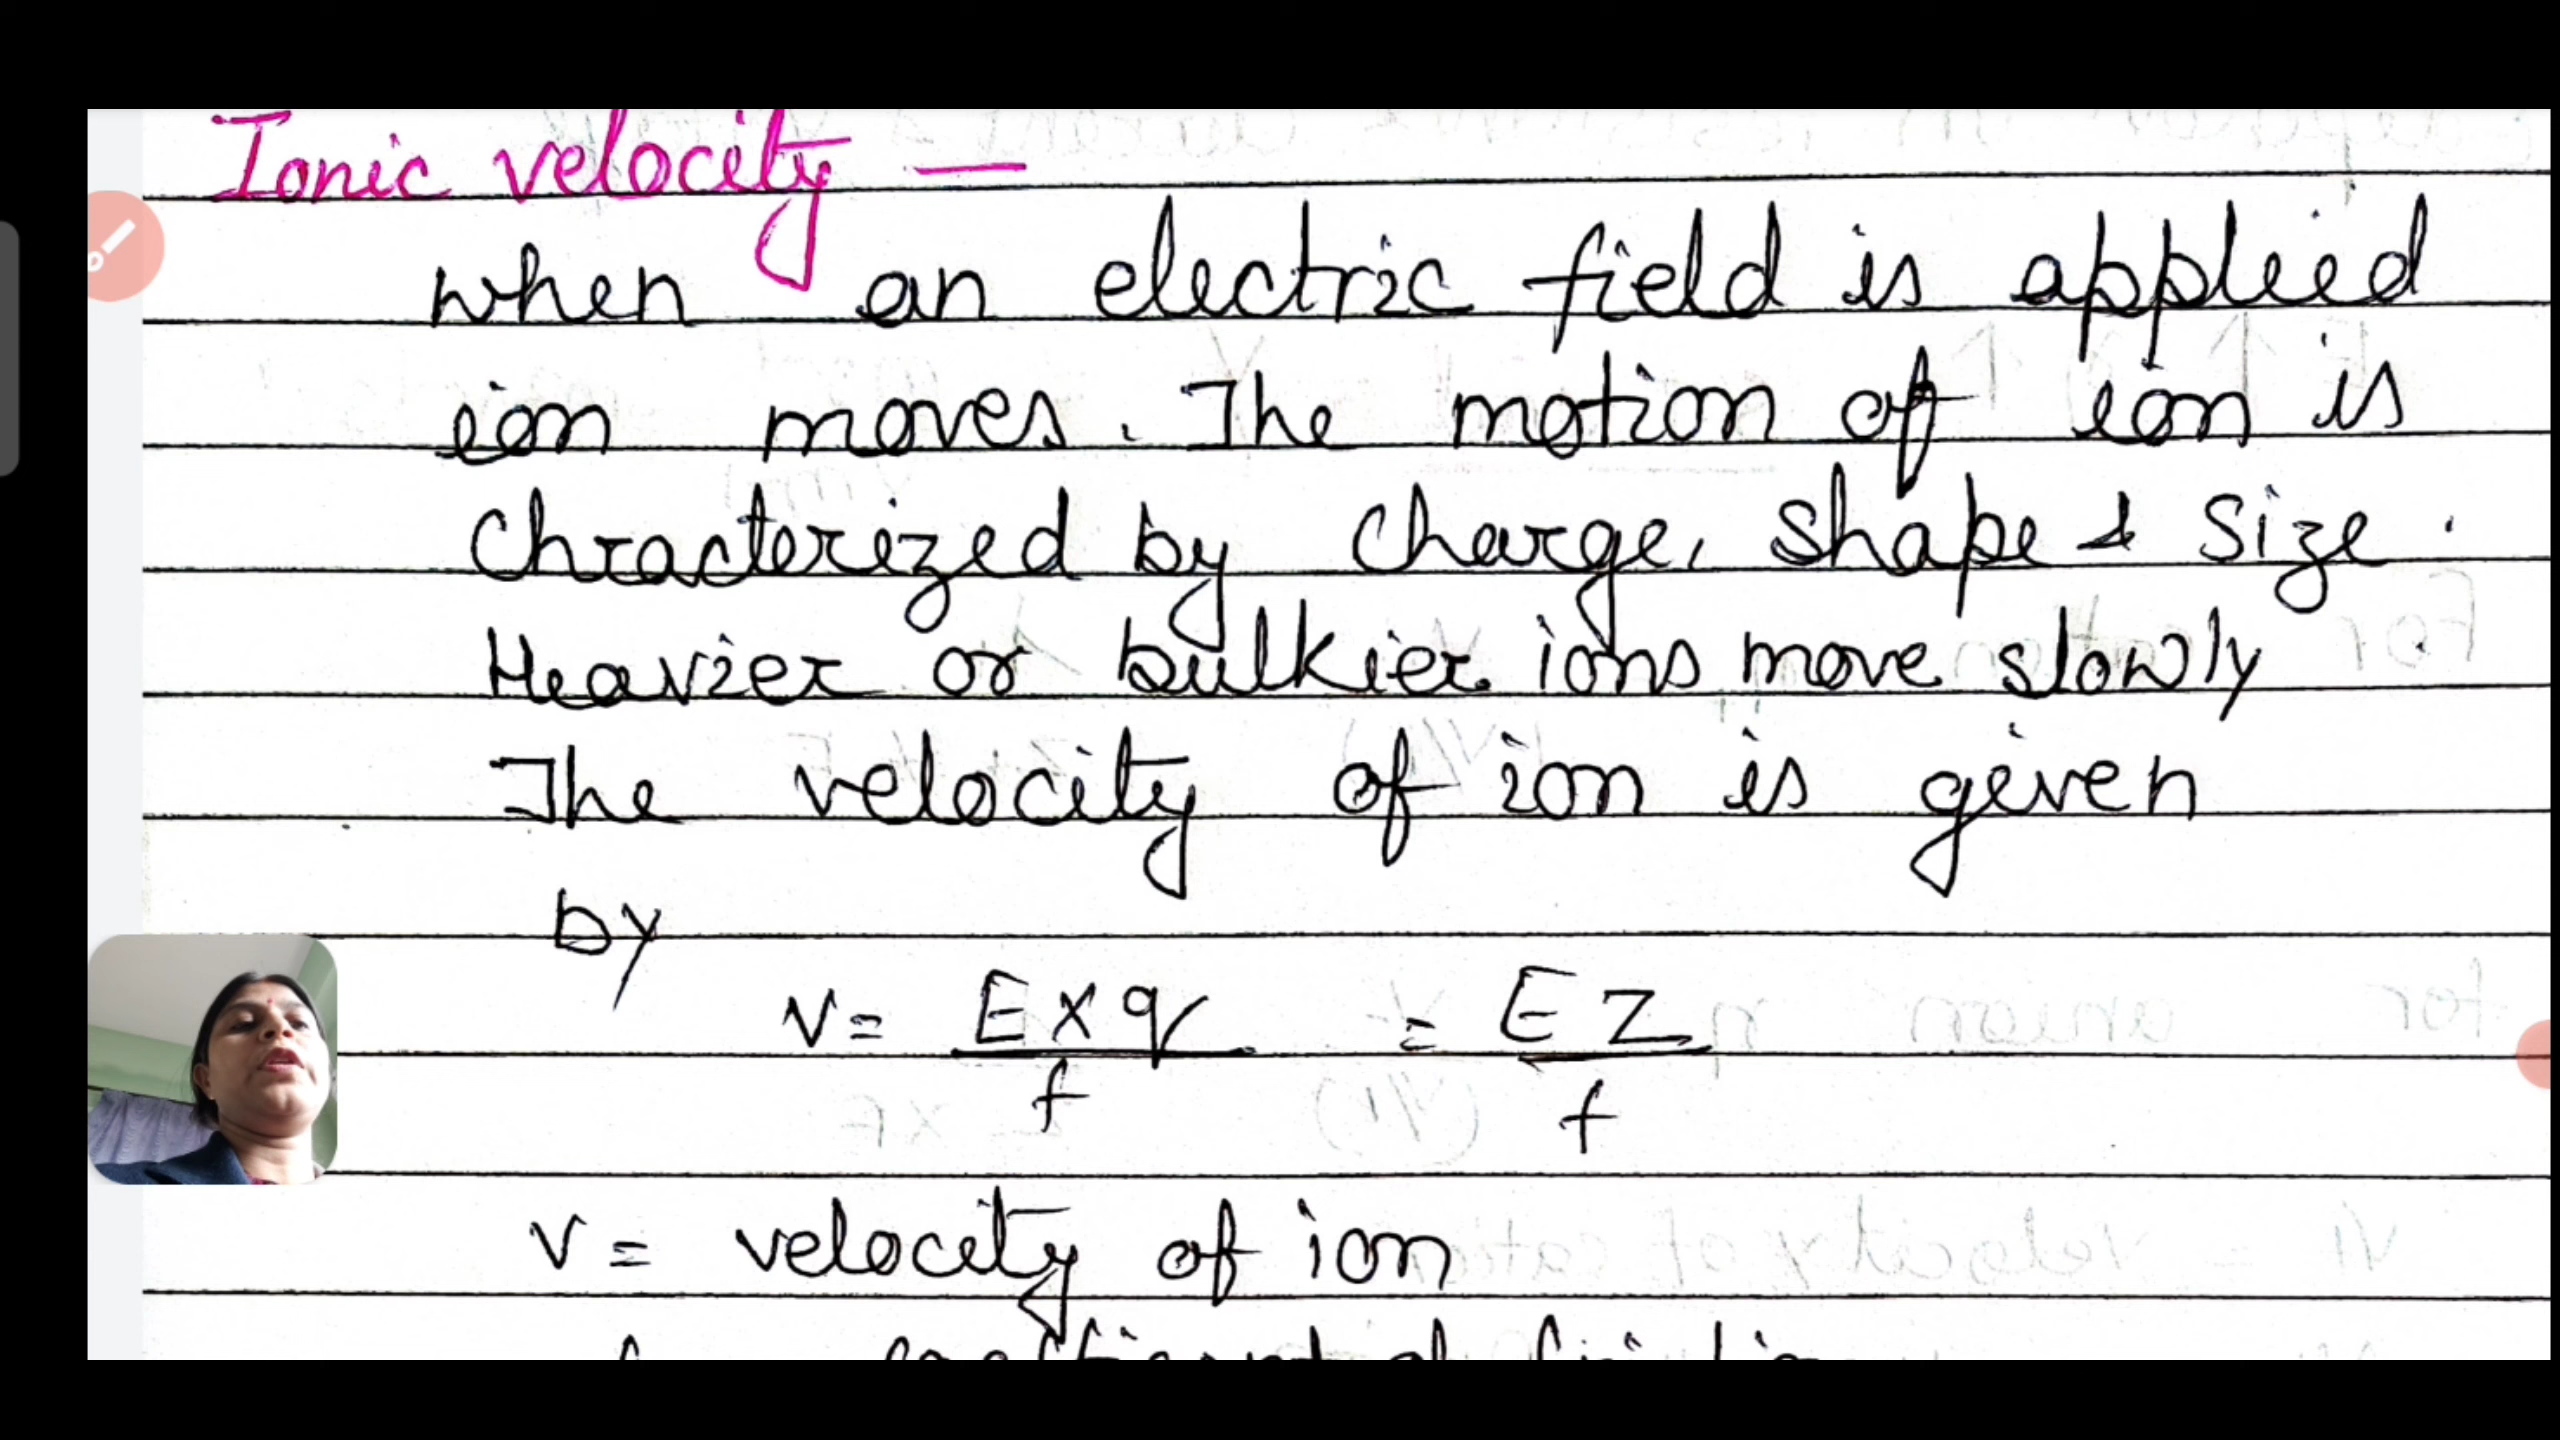 Ionic velocity —
when an electric field is applied
ion moves. The motion of ion is
Chracterized by charge, shape & size.
Heavier or bulkier ions move slowly
The velocity of ion is given
by
v = E x q / f = E Z / f
v = velocity of ion